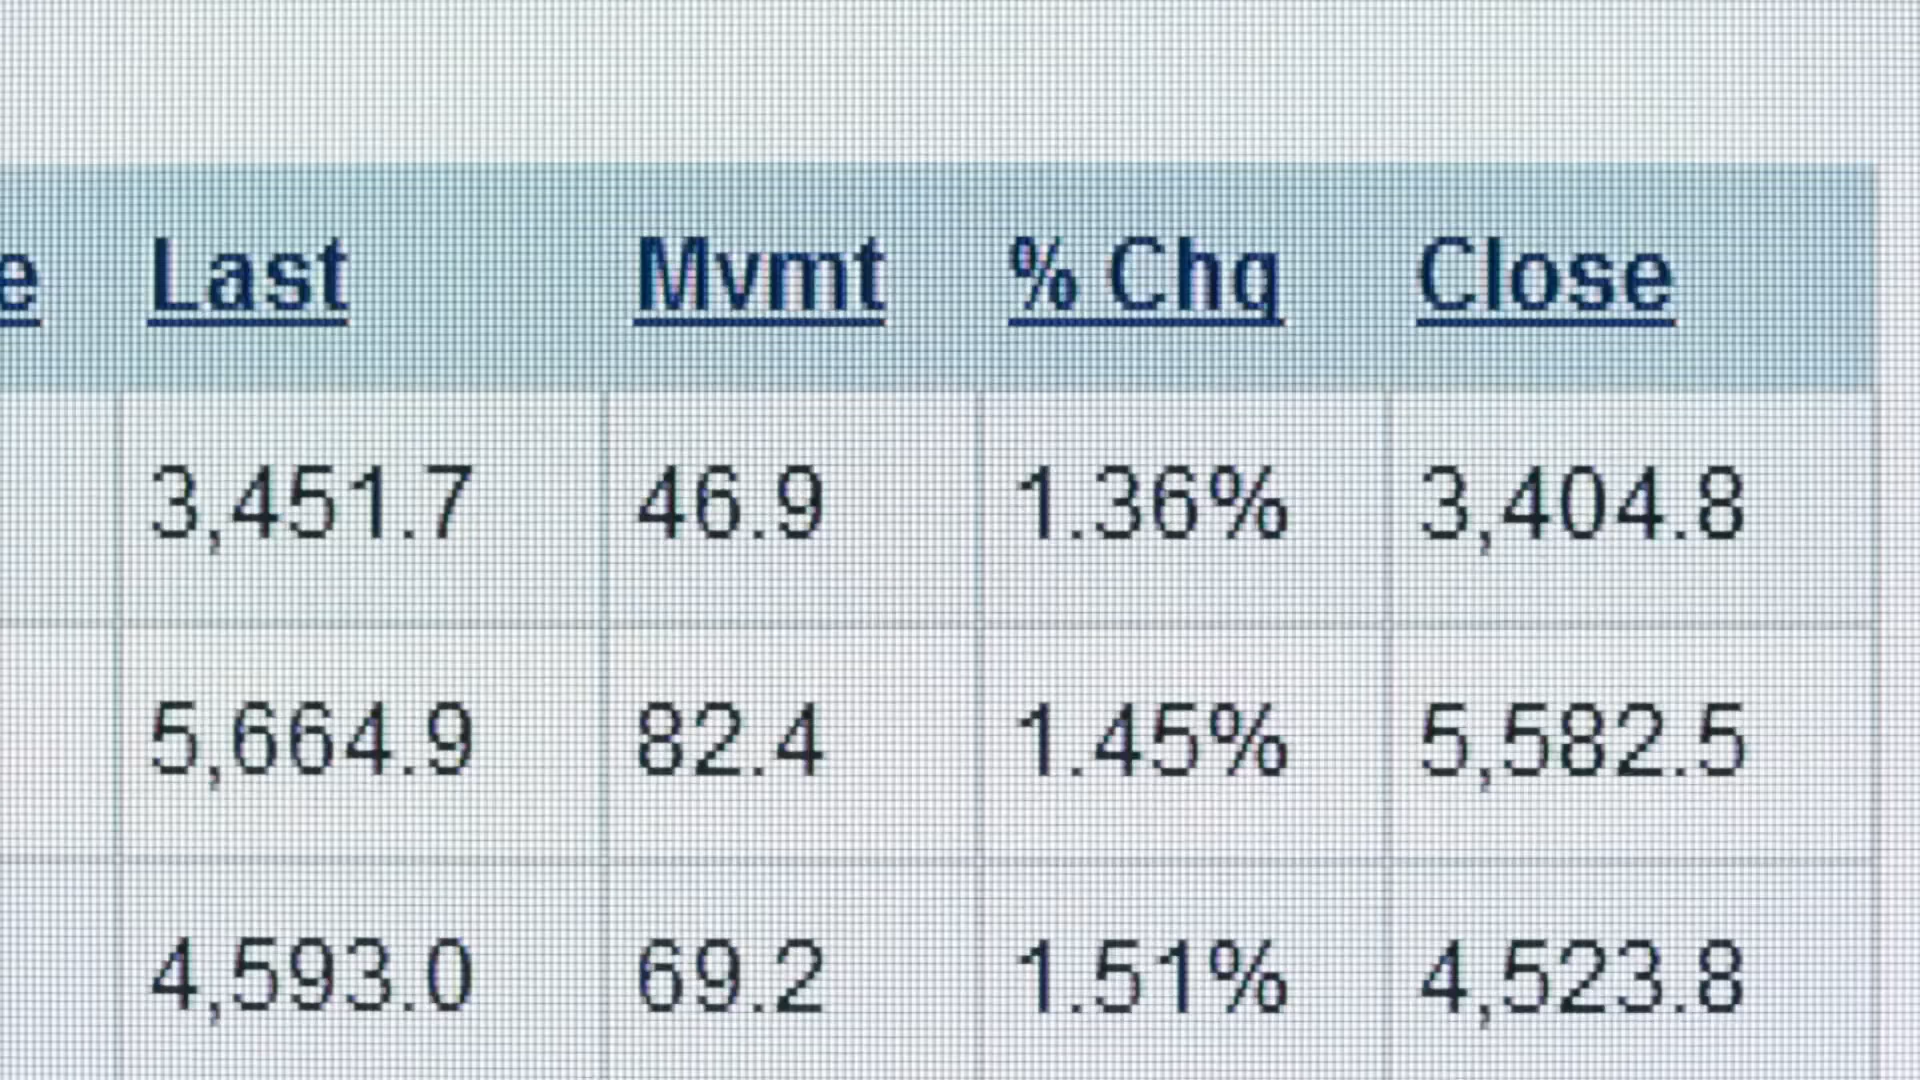 e Last Mvmt % Chg Close
3,451.7 46.9 1.36% 3,404.8
5,664.9 82.4 1.45% 5,582.5
4,593.0 69.2 1.51% 4,523.8